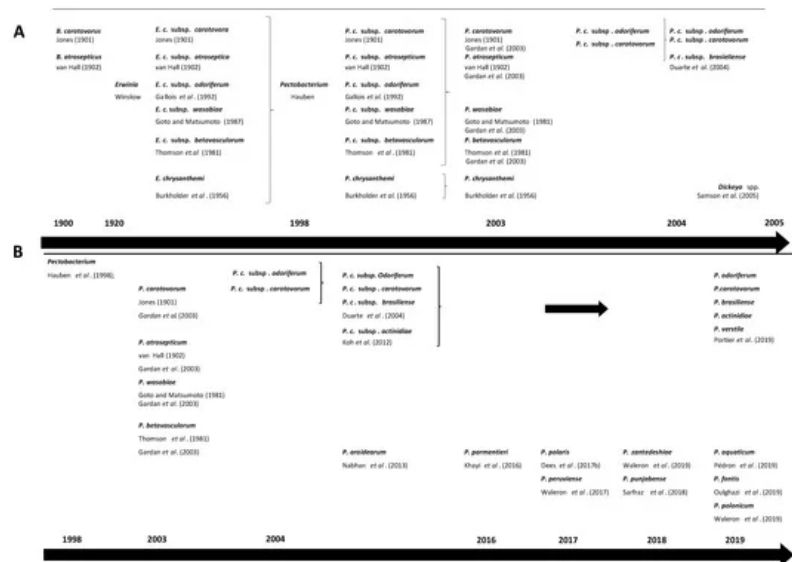 A
B. carotovorus
Jones (1901)
B. atrosepticus
van Hall (1902)
Erwinia
Winslow
E. c. subsp. carotovora
Jones (1901)
E. c. subsp. atroseptica
van Hall (1902)
E. c. subsp. odoriferum
Gallois et al. (1992)
E. c. subsp. wasabiae
Goto and Matsumoto (1987)
E. c. subsp. betavasculorum
Thomson et al. (1981)
E. chrysanthemi
Burkholder et al. (1956)
Pectobacterium
Hauben
P. c. subsp. carotovorum
Jones (1901)
P. c. subsp. atrosepticum
van Hall (1902)
P. c. subsp. odoriferum
Gallois et al. (1992)
P. c. subsp. wasabiae
Goto and Matsumoto (1987)
P. c. subsp. betavasculorum
Thomson et al. (1981)
P. chrysanthemi
Burkholder et al. (1956)
P. carotovorum
Jones (1901)
Gardan et al. (2003)
P. atrosepticum
van Hall (1902)
Gardan et al. (2003)
P. wasabiae
Goto and Matsumoto (1981)
Gardan et al. (2003)
P. betavasculorum
Thomson et al. (1981)
Gardan et al. (2003)
P. chrysanthemi
Burkholder et al. (1956)
P. c. subsp. odoriferum
P. c. subsp. carotovorum
P. c. subsp. odoriferum
P. c. subsp. carotovorum
P. c. subsp. brasiliense
Duarte et al. (2004)
Dickeya spp.
Samson et al. (2005)
1900 1920 1998 2003 2004 2005
B
Pectobacterium
Hauben et al. (1998),
P. carotovorum
Jones (1901)
Gardan et al. (2003)
P. atrosepticum
van Hall (1902)
Gardan et al. (2003)
P. wasabiae
Goto and Matsumoto (1981)
Gardan et al. (2003)
P. betavasculorum
Thomson et al. (1981)
Gardan et al. (2003)
P. c. subsp. odoriferum
P. c. subsp. carotovorum
P. c. subsp. Odoriferum
P. c. subsp. carotovorum
P. c. subsp. brasiliense
Duarte et al. (2004)
P. c. subsp. actinidiae
Koh et al. (2012)
P. aroidearum
Nabhan et al. (2013)
P. parmentieri
Khayi et al. (2016)
P. polaris
Dees et al. (2017b)
P. peruviense
Waleron et al. (2017)
P. zantedeshiae
Waleron et al. (2019)
P. punjabense
Sarfraz et al. (2018)
P. odoriferum
P.carotovorum
P. brasiliense
P. actinidiae
P. verstile
Portier et al. (2019)
P. aquaticum
Pédron et al. (2019)
P. fontis
Oulghazi et al. (2019)
P. polonicum
Waleron et al. (2019)
1998 2003 2004 2016 2017 2018 2019